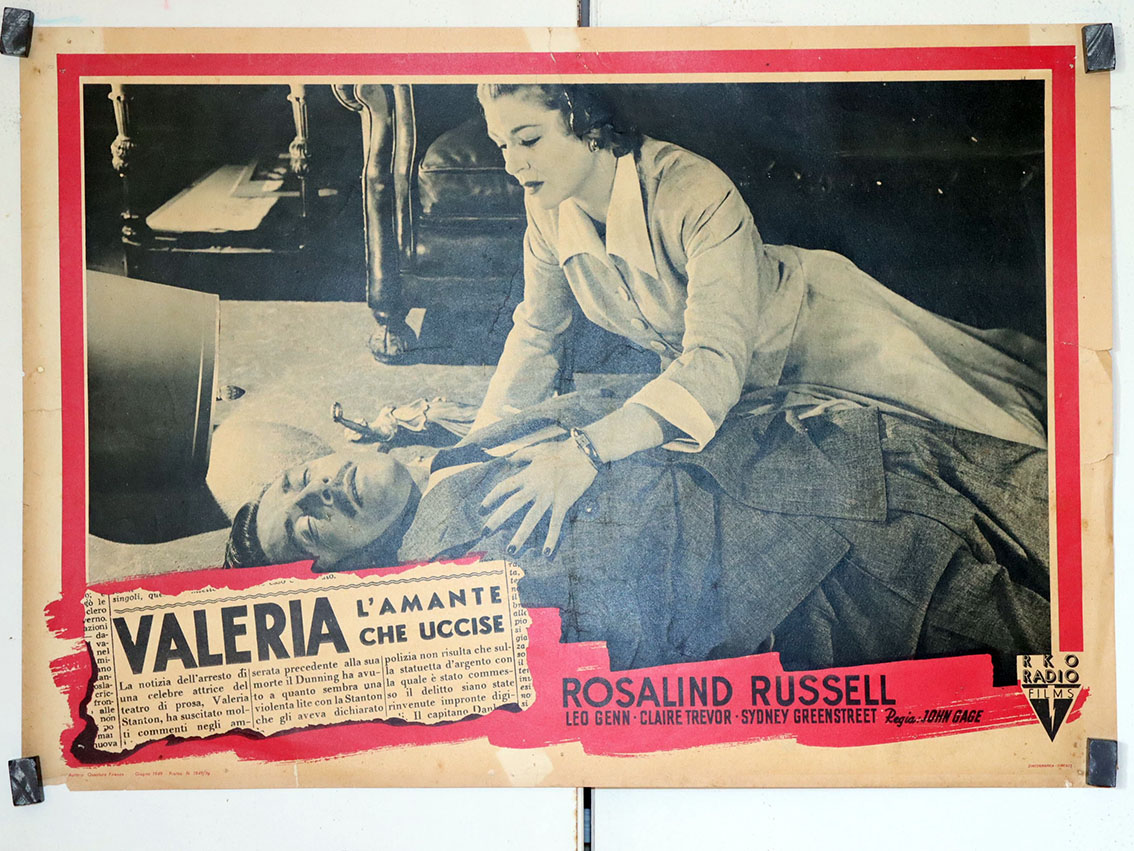 singoli, que
VALERIA L'AMANTE
CHE UCCISE
La notizia dell'arresto di
una celebre attrice del
teatro di prosa, Valeria
Stanton, ha suscitato mol-
ti commenti negli am-
serata precedente alla sua
morte il Dunning ha avu-
to a quanto sembra una
violenta lite con la Stanton
che gli aveva dichiarato
polizia non risulta che sul-
la statuetta d'argento con
la quale è stato commes-
so il delitto siano state
rinvenute impronte digi-
Il capitano
ROSALIND RUSSELL
LEO GENN · CLAIRE TREVOR · SYDNEY GREENSTREET Regia: JOHN GAGE
RKO
RADIO
FILMS